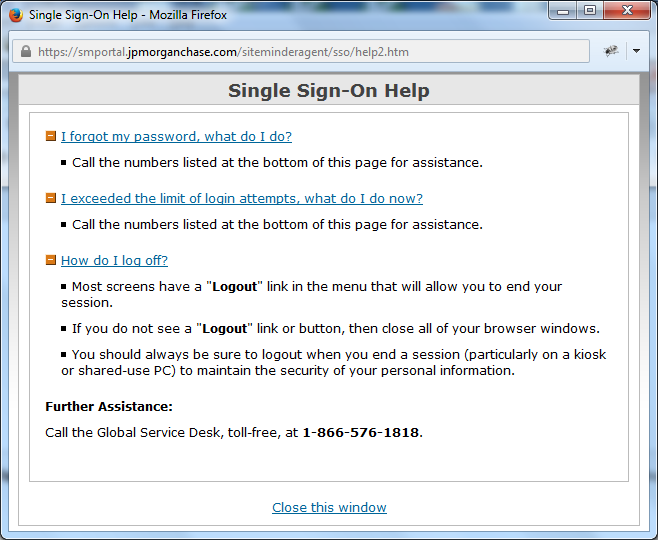 Single Sign-On Help - Mozilla Firefox
https://smportal.jpmorganchase.com/siteminderagent/sso/help2.htm
Single Sign-On Help
I forgot my password, what do I do?
Call the numbers listed at the bottom of this page for assistance.
I exceeded the limit of login attempts, what do I do now?
Call the numbers listed at the bottom of this page for assistance.
How do I log off?
Most screens have a "Logout" link in the menu that will allow you to end your
session.
If you do not see a "Logout" link or button, then close all of your browser windows.
You should always be sure to logout when you end a session (particularly on a kiosk
or shared-use PC) to maintain the security of your personal information.
Further Assistance:
Call the Global Service Desk, toll-free, at 1-866-576-1818.
Close this window